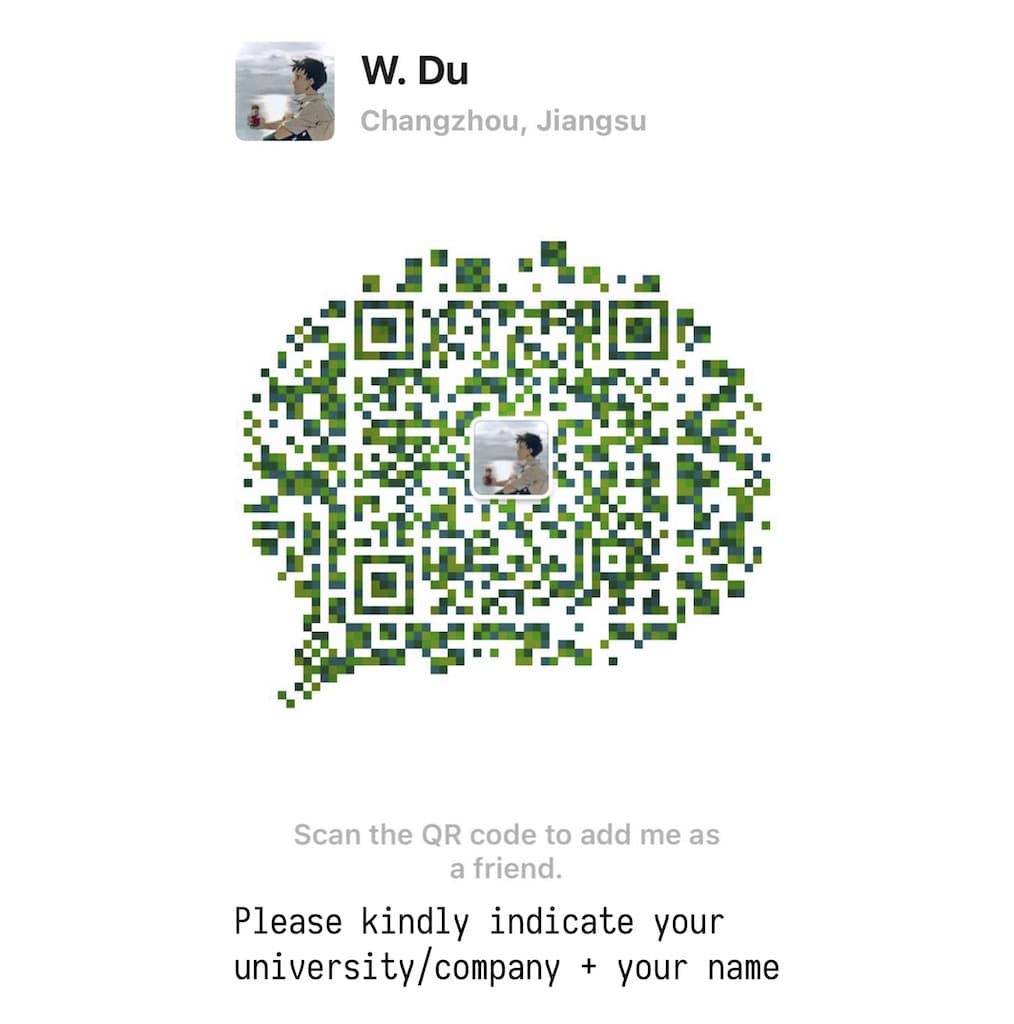 W. Du
Changzhou, Jiangsu
Scan the QR code to add me as
a friend.
Please kindly indicate your
university/company + your name